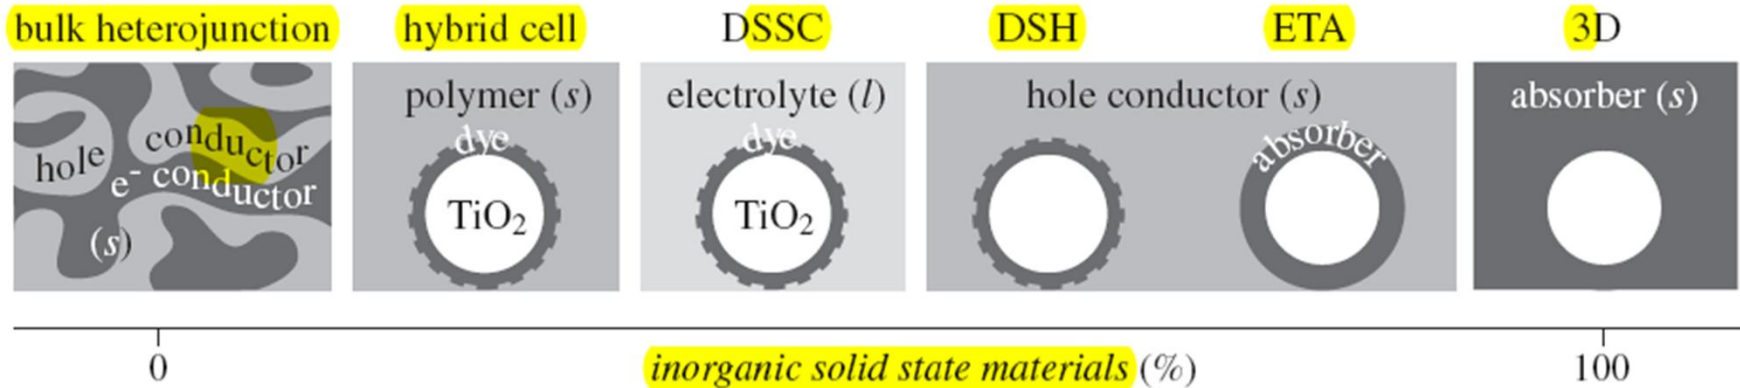 bulk heterojunction
hole conductor
e⁻ conductor
(s)
hybrid cell
polymer (s)
dye
TiO₂
DSSC
electrolyte (l)
dye
TiO₂
DSH
ETA
hole conductor (s)
absorber
3D
absorber (s)
0
inorganic solid state materials (%)
100